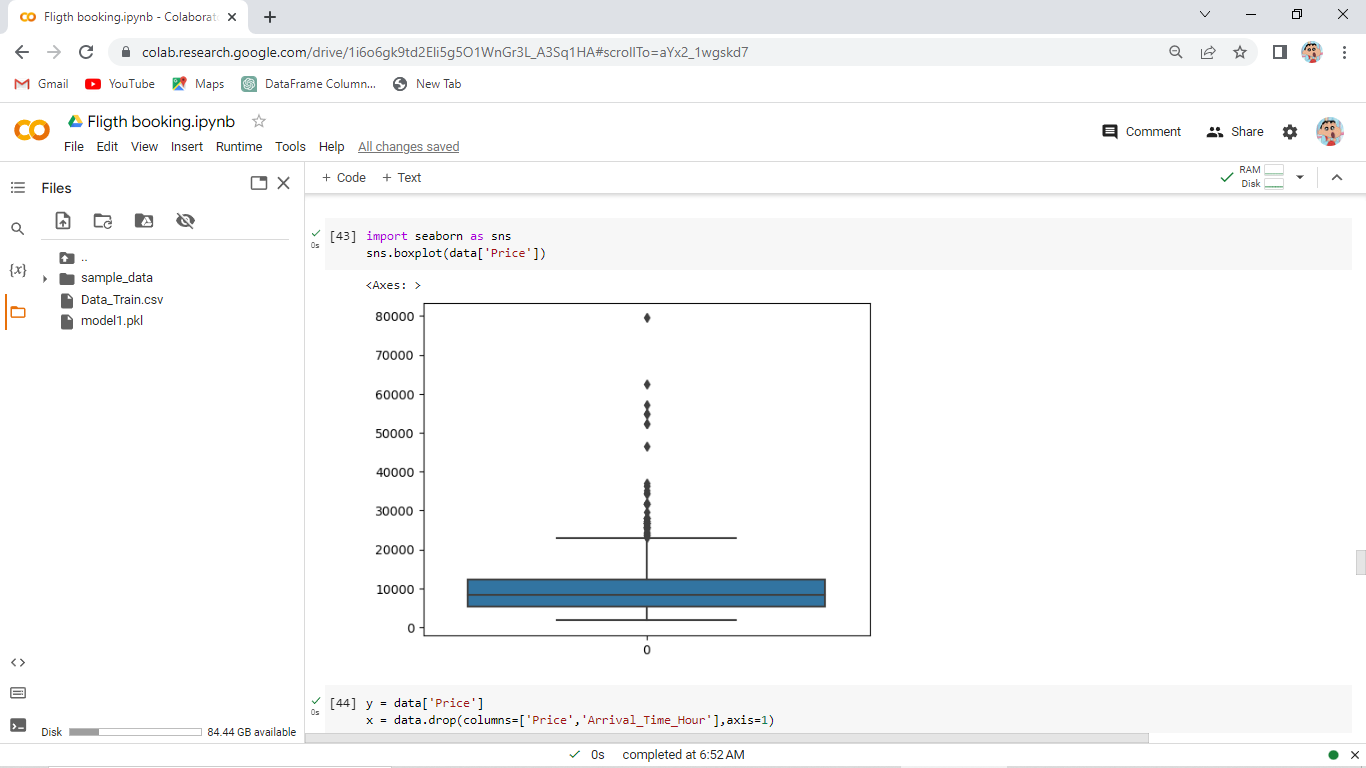 Fligth booking.ipynb - Colaborat
colab.research.google.com/drive/1i6o6gk9td2Eli5g5O1WnGr3L_A3Sq1HA#scrollTo=aYx2_1wgskd7
Gmail YouTube Maps DataFrame Column... New Tab
Fligth booking.ipynb
Comment Share
File Edit View Insert Runtime Tools Help All changes saved
Files
+ Code + Text
RAM
Disk
..
sample_data
Data_Train.csv
model1.pkl
{x}
0s
[43] import seaborn as sns
sns.boxplot(data['Price'])
<Axes: >
80000
70000
60000
50000
40000
30000
20000
10000
0
0
0s
[44] y = data['Price']
x = data.drop(columns=['Price','Arrival_Time_Hour'],axis=1)
Disk 84.44 GB available
0s completed at 6:52 AM